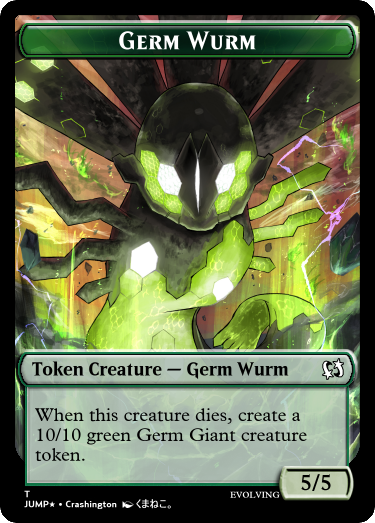 GERM WURM
Token Creature — Germ Wurm
When this creature dies, create a
10/10 green Germ Giant creature
token.
5/5
T
EVOLVING
JUMP★ • Crashington くまねこ。